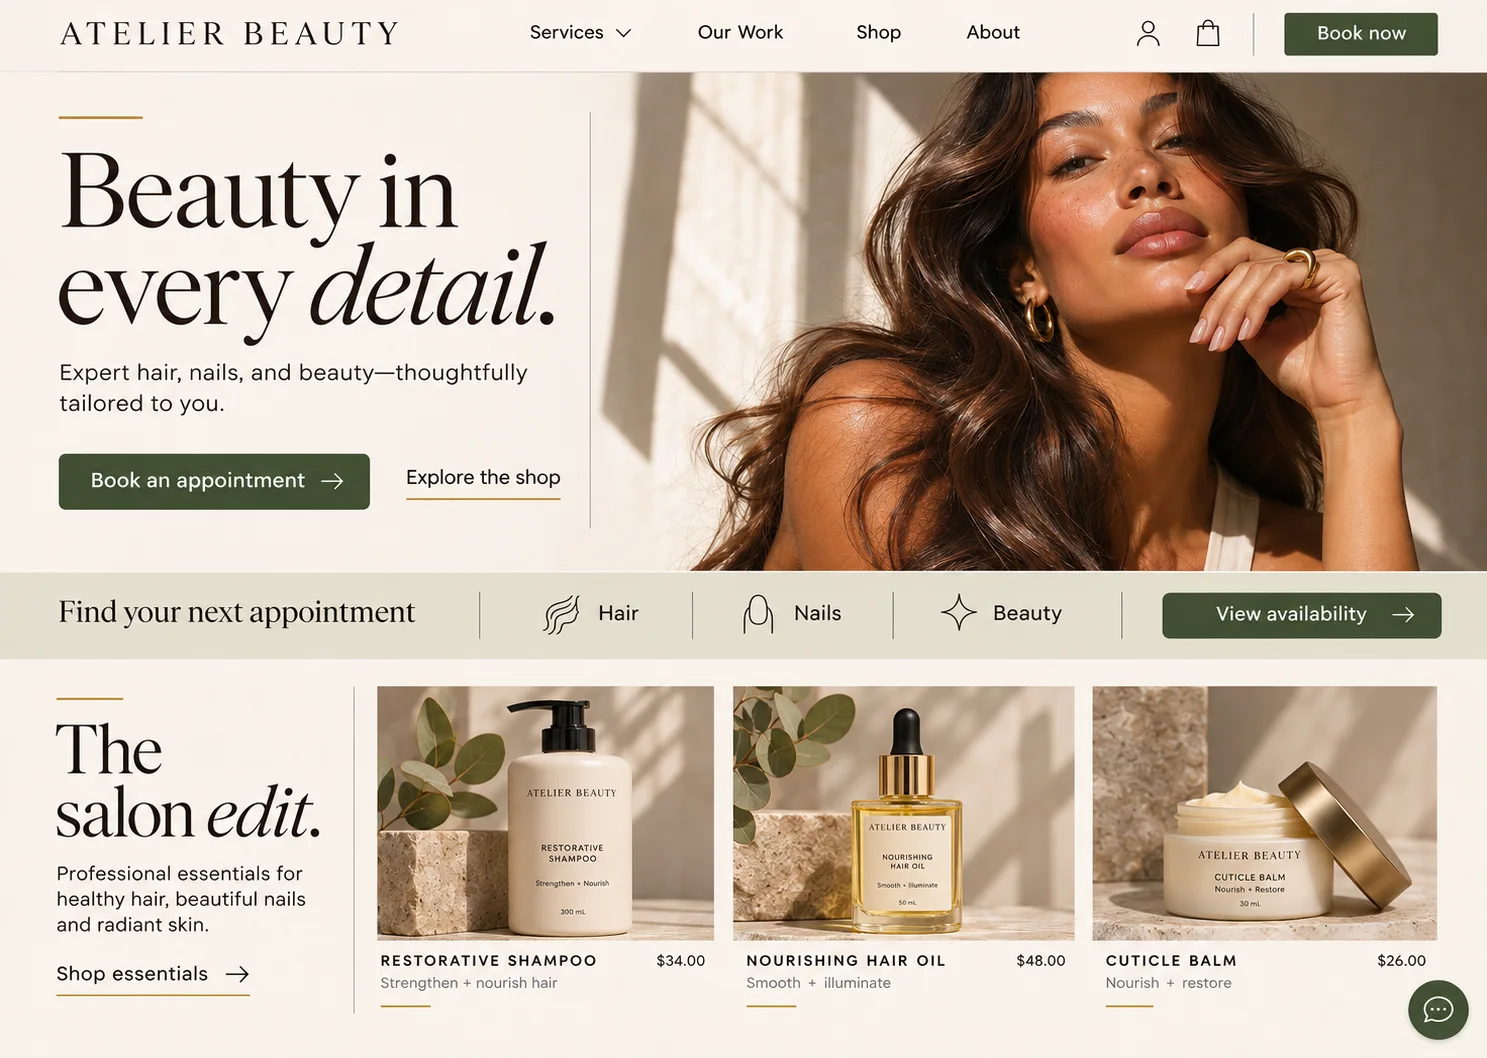 ATELIER BEAUTY
Services
Our Work
Shop
About
Book now
Beauty in
every detail.
Expert hair, nails, and beauty—thoughtfully
tailored to you.
Book an appointment
Explore the shop
Find your next appointment
Hair
Nails
Beauty
View availability
The
salon edit.
Professional essentials for
healthy hair, beautiful nails
and radiant skin.
Shop essentials
ATELIER BEAUTY
RESTORATIVE
SHAMPOO
Strengthen + Nourish
300 mL
RESTORATIVE SHAMPOO $34.00
Strengthen + nourish hair
ATELIER BEAUTY
NOURISHING
HAIR OIL
Smooth + Illuminate
50 mL
NOURISHING HAIR OIL $48.00
Smooth + illuminate
ATELIER BEAUTY
CUTICLE BALM
Nourish + Restore
30 mL
CUTICLE BALM $26.00
Nourish + restore